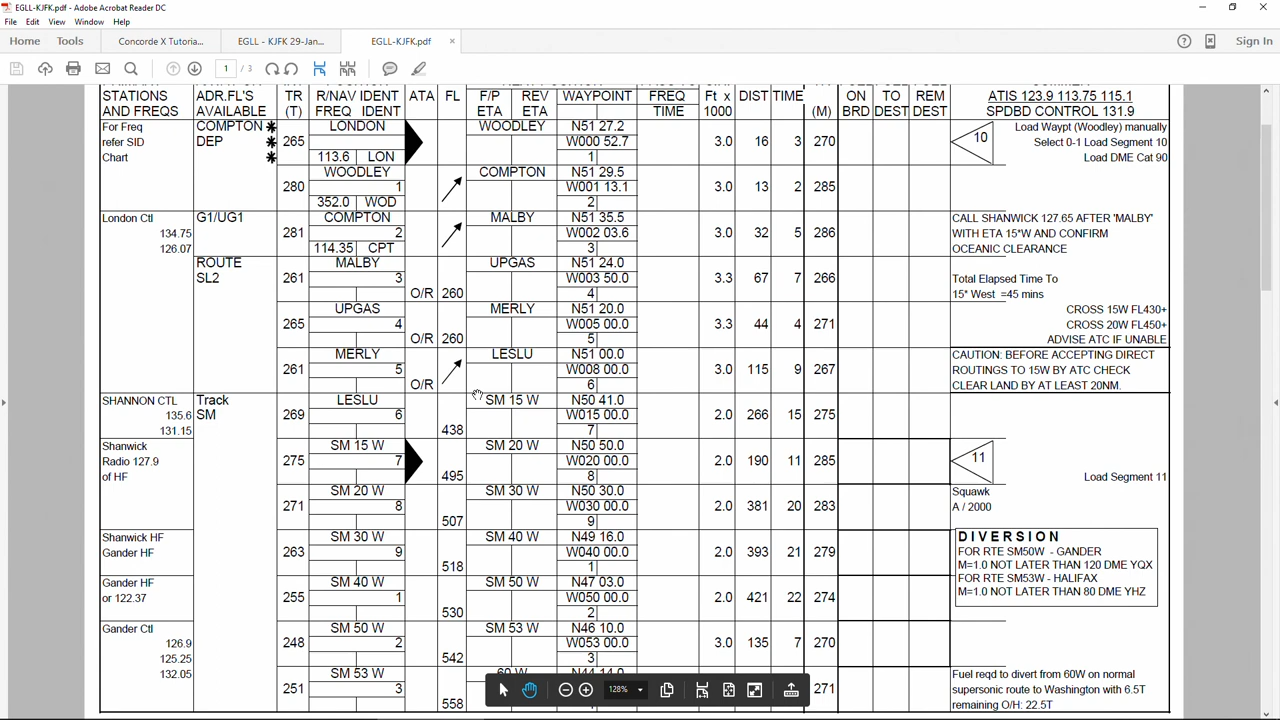 EGLL-KJFK.pdf - Adobe Acrobat Reader DC
File Edit View Window Help
Home Tools Concorde X Tutoria... EGLL - KJFK 29-Jan... EGLL-KJFK.pdf × Sign In
1 / 3 128%
STATIONS AND FREQS
ADR.FL'S AVAILABLE
TR (T)
R/NAV IDENT FREQ IDENT
ATA
FL
F/P ETA
REV ETA
WAYPOINT
FREQ
TIME
Ft x 1000
DIST
TIME
(M)
ON BRD
TO DEST
REM DEST
ATIS 123.9 113.75 115.1
SPDBD CONTROL 131.9
For Freq refer SID Chart
COMPTON * DEP * *
265 LONDON 113.6 LON WOODLEY N51 27.2 W000 52.7 1 3.0 16 3 270
10
Load Waypt (Woodley) manually
Select 0-1 Load Segment 10
Load DME Cat 90
280 WOODLEY 1 352.0 WOD COMPTON N51 29.5 W001 13.1 2 3.0 13 2 285
London Ctl 134.75 126.07
G1/UG1
281 COMPTON 2 114.35 CPT MALBY N51 35.5 W002 03.6 3 3.0 32 5 286
CALL SHANWICK 127.65 AFTER 'MALBY'
WITH ETA 15*W AND CONFIRM
OCEANIC CLEARANCE
ROUTE SL2
261 MALBY 3 O/R 260 UPGAS N51 24.0 W003 50.0 4 3.3 67 7 266
Total Elapsed Time To
15* West =45 mins
265 UPGAS 4 O/R 260 MERLY N51 20.0 W005 00.0 5 3.3 44 4 271
CROSS 15W FL430+
CROSS 20W FL450+
ADVISE ATC IF UNABLE
261 MERLY 5 O/R LESLU N51 00.0 W008 00.0 6 3.0 115 9 267
CAUTION: BEFORE ACCEPTING DIRECT
ROUTINGS TO 15W BY ATC CHECK
CLEAR LAND BY AT LEAST 20NM.
SHANNON CTL 135.6 131.15
Track SM
269 LESLU 6 438 SM 15 W N50 41.0 W015 00.0 7 2.0 266 15 275
Shanwick Radio 127.9 of HF
275 SM 15 W 7 495 SM 20 W N50 50.0 W020 00.0 8 2.0 190 11 285
11
Load Segment 11
271 SM 20 W 8 507 SM 30 W N50 30.0 W030 00.0 9 2.0 381 20 283
Squawk
A / 2000
Shanwick HF Gander HF
263 SM 30 W 9 518 SM 40 W N49 16.0 W040 00.0 1 2.0 393 21 279
DIVERSION
FOR RTE SM50W - GANDER
M=1.0 NOT LATER THAN 120 DME YQX
FOR RTE SM53W - HALIFAX
M=1.0 NOT LATER THAN 80 DME YHZ
Gander HF or 122.37
255 SM 40 W 1 530 SM 50 W N47 03.0 W050 00.0 2 2.0 421 22 274
Gander Ctl 126.9 125.25 132.05
248 SM 50 W 2 542 SM 53 W N46 10.0 W053 00.0 3 3.0 135 7 270
251 SM 53 W 3 558 271
Fuel reqd to divert from 60W on normal
supersonic route to Washington with 6.5T
remaining O/H: 22.5T